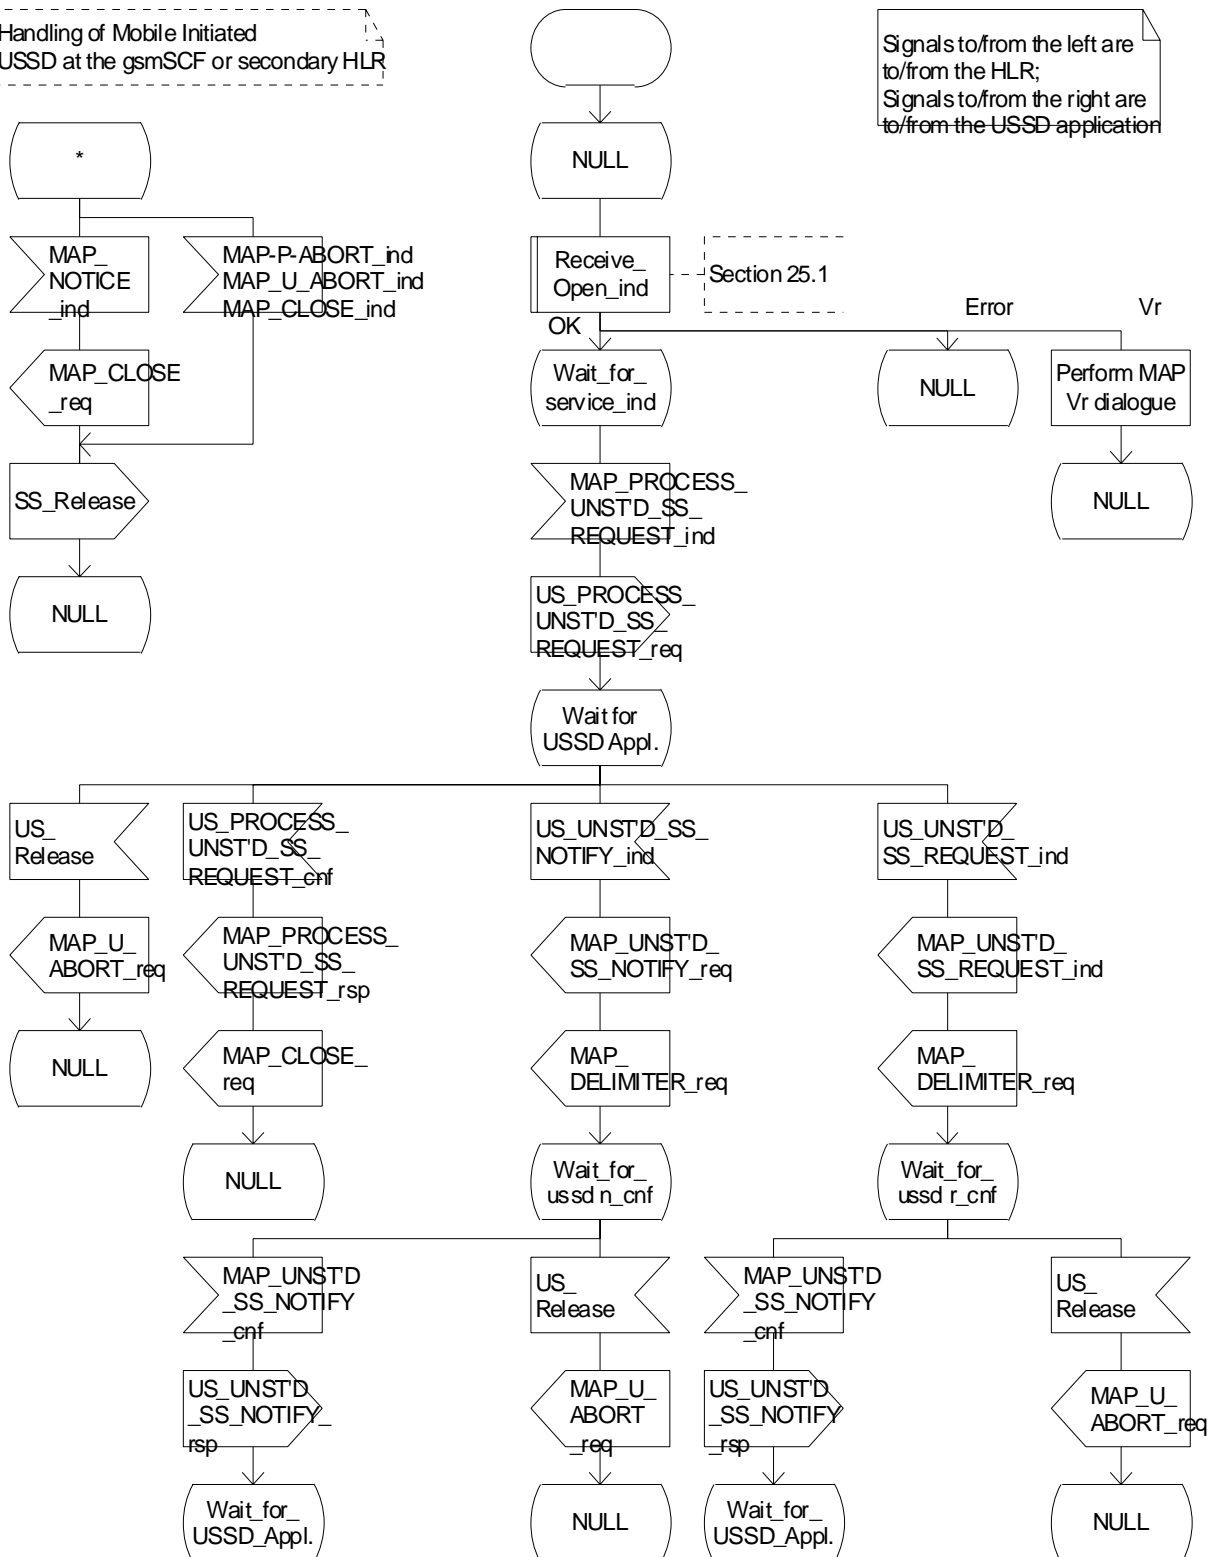 Handling of Mobile Initiated
USSD at the gsmSCF or secondary HLR
Signals to/from the left are
to/from the HLR;
Signals to/from the right are
to/from the USSD application
*
NULL
MAP_
NOTICE
_ind
MAP-P-ABORT_ind
MAP_U_ABORT_ind
MAP_CLOSE_ind
Receive_
Open_ind
Section 25.1
OK
Error
Vr
MAP_CLOSE
_req
Wait_for_
service_ind
NULL
Perform MAP
Vr dialogue
SS_Release
MAP_PROCESS_
UNST'D_SS_
REQUEST_ind
NULL
NULL
US_PROCESS_
UNST'D_SS_
REQUEST_req
Wait for
USSD Appl.
US_
Release
US_PROCESS_
UNST'D_SS_
REQUEST_cnf
US_UNST'D_SS_
NOTIFY_ind
US_UNST'D_
SS_REQUEST_ind
MAP_U_
ABORT_req
MAP_PROCESS_
UNST'D_SS_
REQUEST_rsp
MAP_UNST'D_
SS_NOTIFY_req
MAP_UNST'D_
SS_REQUEST_ind
NULL
MAP_CLOSE_
req
MAP_
DELIMITER_req
MAP_
DELIMITER_req
NULL
Wait_for_
ussd n_cnf
Wait_for_
ussd r_cnf
MAP_UNST'D
_SS_NOTIFY
_cnf
US_
Release
MAP_UNST'D
_SS_NOTIFY
_cnf
US_
Release
US_UNST'D
_SS_NOTIFY_
rsp
MAP_U_
ABORT
_req
US_UNST'D
_SS_NOTIFY
_rsp
MAP_U_
ABORT_req
Wait_for_
USSD_Appl.
NULL
Wait_for_
USSD_Appl.
NULL